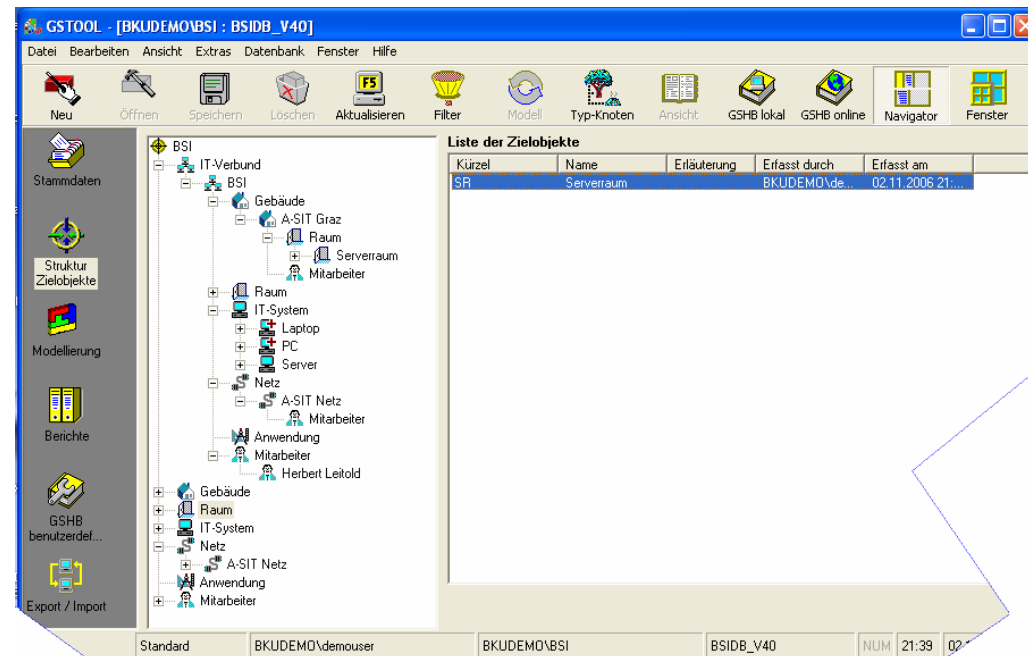 GSTOOL - [BKUDEMO\BSI : BSIDB_V40]
Datei Bearbeiten Ansicht Extras Datenbank Fenster Hilfe
F5
Neu Öffnen Speichern Löschen Aktualisieren Filter Modell Typ-Knoten Ansicht GSHB lokal GSHB online Navigator Fenster
Stammdaten
Struktur
Zielobjekte
Modellierung
Berichte
GSHB
benutzerdef...
Export / Import
BSI
IT-Verbund
BSI
Gebäude
A-SIT Graz
Raum
Serverraum
Mitarbeiter
Raum
IT-System
Laptop
PC
Server
Netz
A-SIT Netz
Mitarbeiter
Anwendung
Mitarbeiter
Herbert Leitold
Gebäude
Raum
IT-System
Netz
A-SIT Netz
Anwendung
Mitarbeiter
Liste der Zielobjekte
Kürzel Name Erläuterung Erfasst durch Erfasst am
SR Serverraum BKUDEMO\de... 02.11.2006 21:...
Standard BKUDEMO\demouser BKUDEMO\BSI BSIDB_V40 NUM 21:39